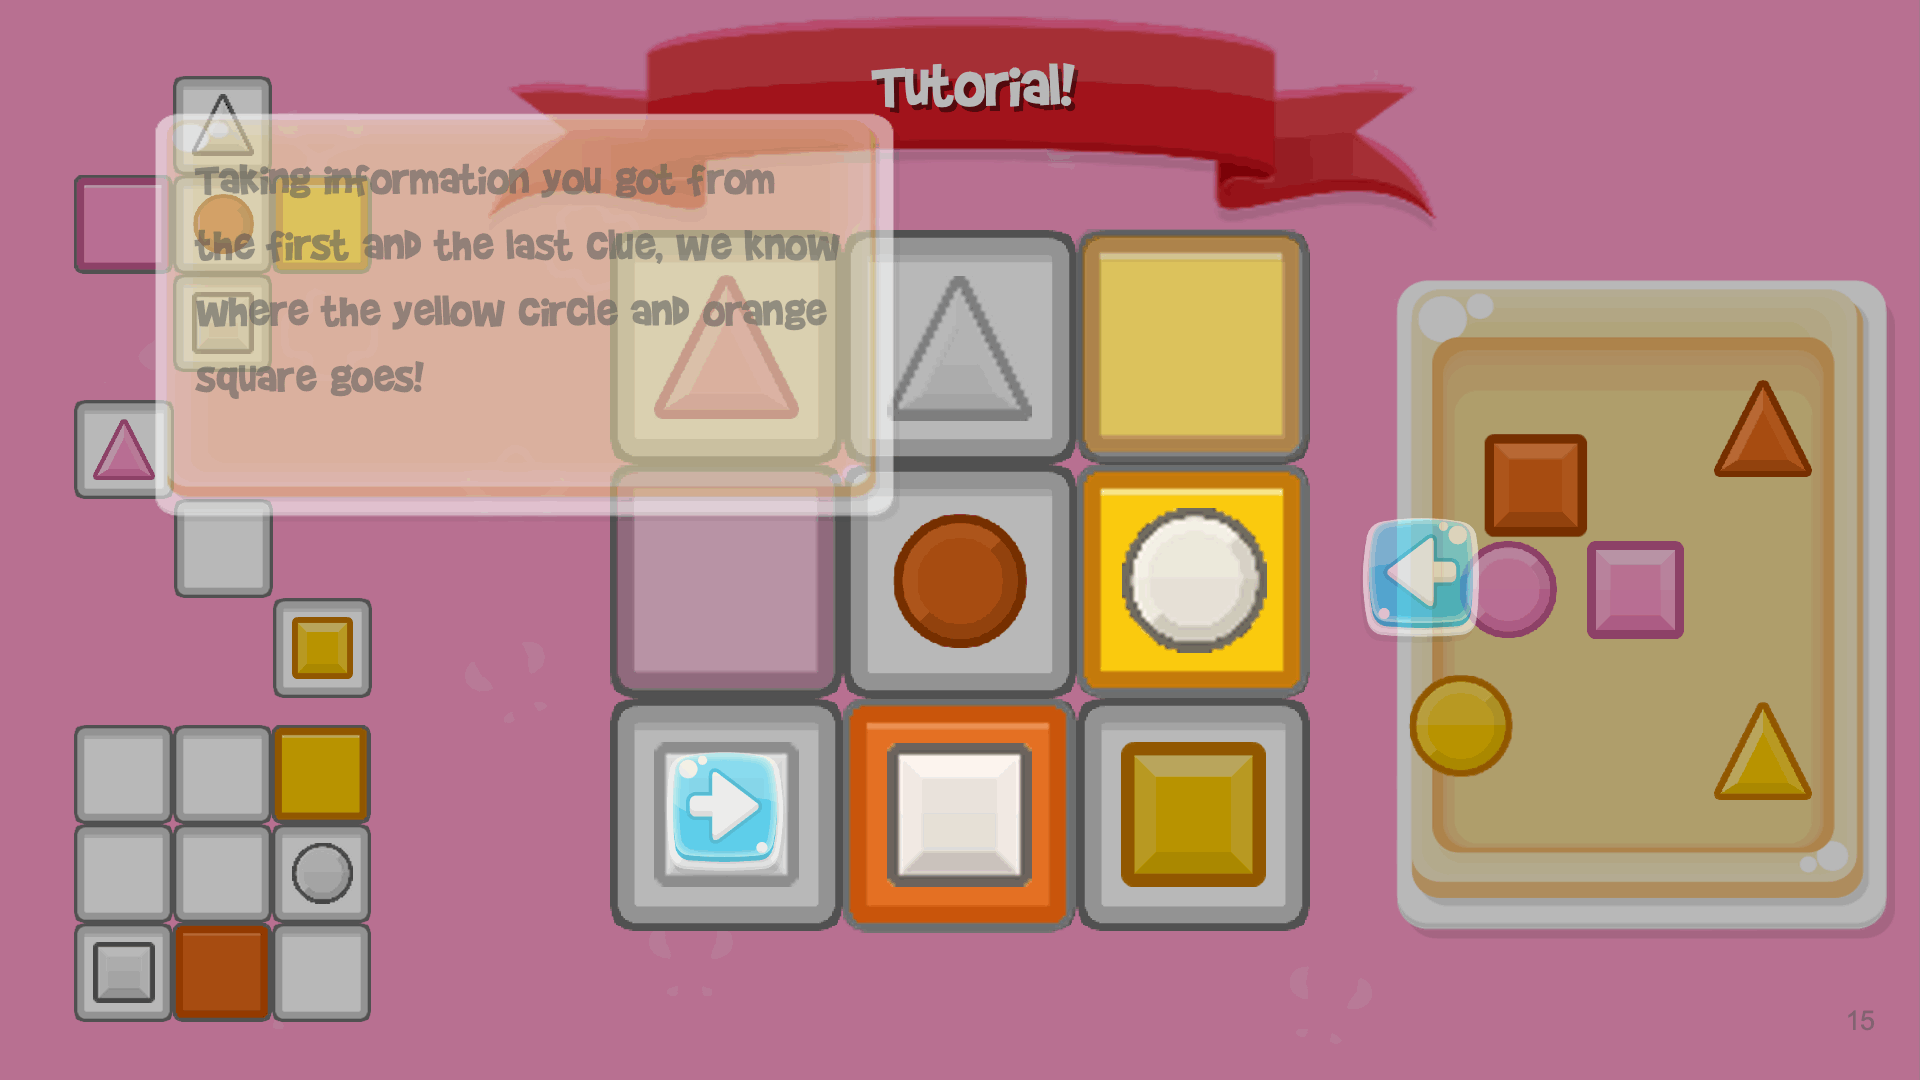 Tutorial!
Taking information you got from
the first and the last clue, we know
where the yellow circle and orange
square goes!
15